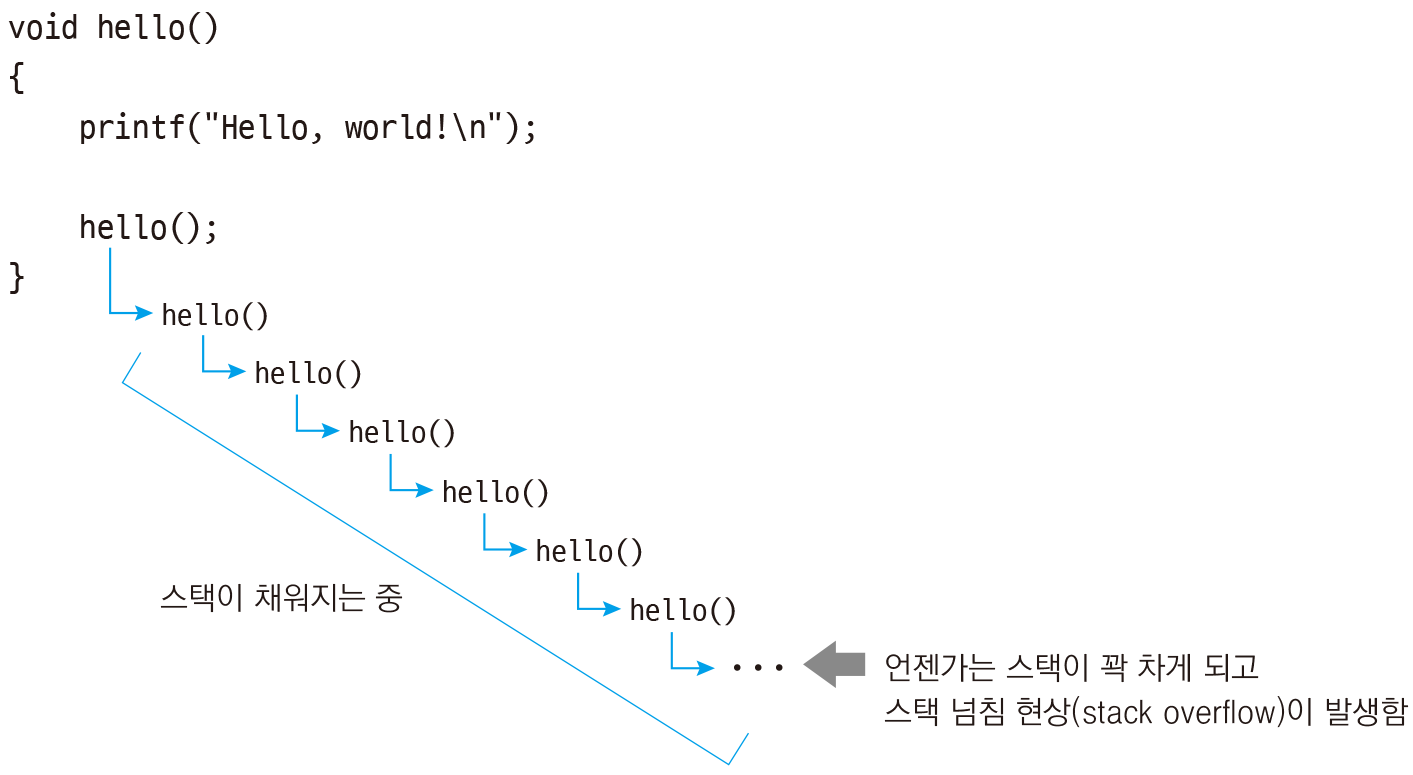 void hello()
{
    printf("Hello, world!\n");
    hello();
}
hello()
hello()
hello()
hello()
hello()
hello()
스택이 채워지는 중
...
언젠가는 스택이 꽉 차게 되고
스택 넘침 현상(stack overflow)이 발생함